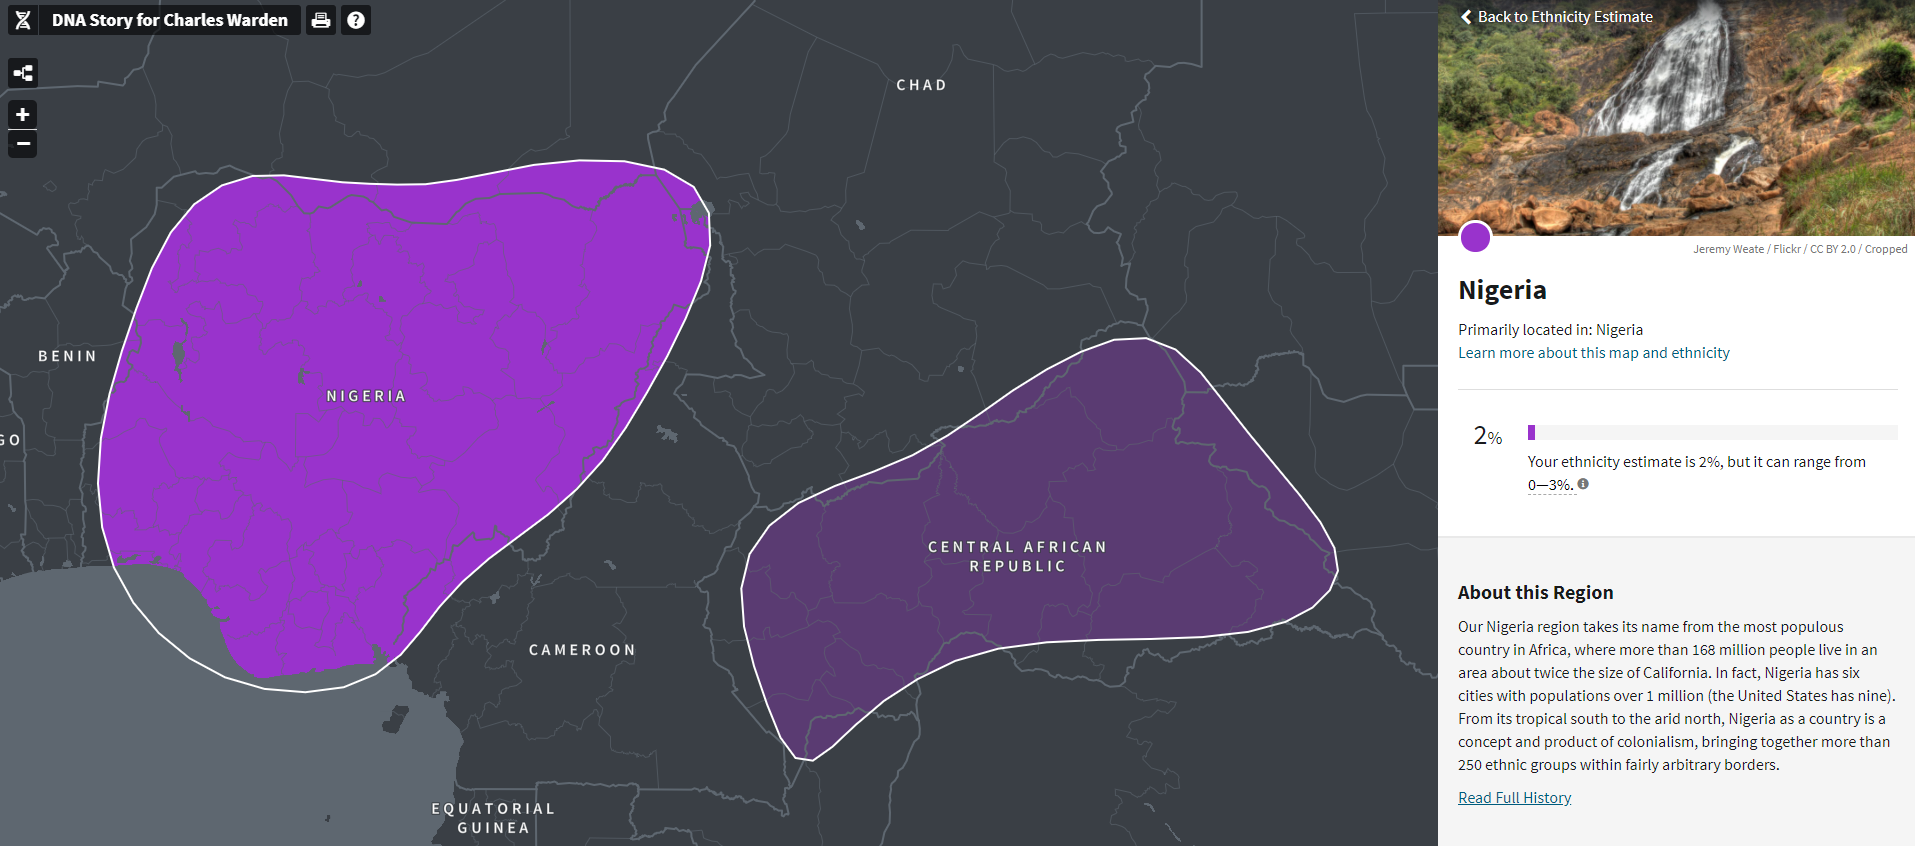 DNA Story for Charles Warden
CHAD
BENIN
NIGERIA
GO
CENTRAL AFRICAN
REPUBLIC
CAMEROON
EQUATORIAL
GUINEA
Back to Ethnicity Estimate
Jeremy Weate / Flickr / CC BY 2.0 / Cropped
Nigeria
Primarily located in: Nigeria
Learn more about this map and ethnicity
2%
Your ethnicity estimate is 2%, but it can range from
0—3%.
About this Region
Our Nigeria region takes its name from the most populous
country in Africa, where more than 168 million people live in an
area about twice the size of California. In fact, Nigeria has six
cities with populations over 1 million (the United States has nine).
From its tropical south to the arid north, Nigeria as a country is a
concept and product of colonialism, bringing together more than
250 ethnic groups within fairly arbitrary borders.
Read Full History